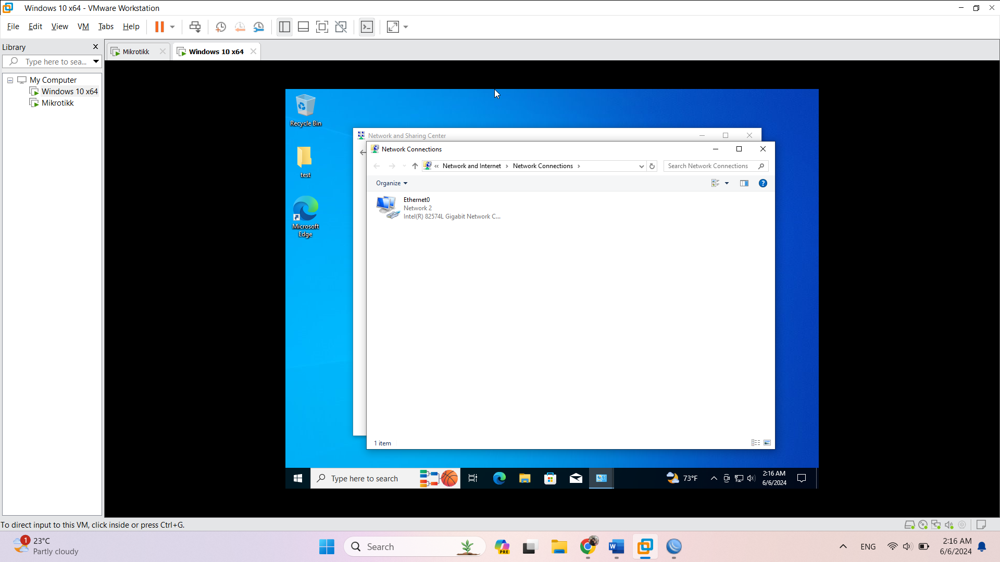 Windows 10 x64 - VMware Workstation
File Edit View VM Tabs Help
Library
Type here to sea...
My Computer
Windows 10 x64
Mikrotikk
Mikrotikk
Windows 10 x64
Recycle Bin
test
Microsoft
Edge
Network and Sharing Center
Network Connections
« Network and Internet › Network Connections ›
Search Network Connections
Organize
?
Ethernet0
Network 2
Intel(R) 82574L Gigabit Network C...
1 item
Type here to search
73°F
2:16 AM
6/6/2024
To direct input to this VM, click inside or press Ctrl+G.
1
23°C
Partly cloudy
Search
PRE
W
ENG
2:16 AM
6/6/2024